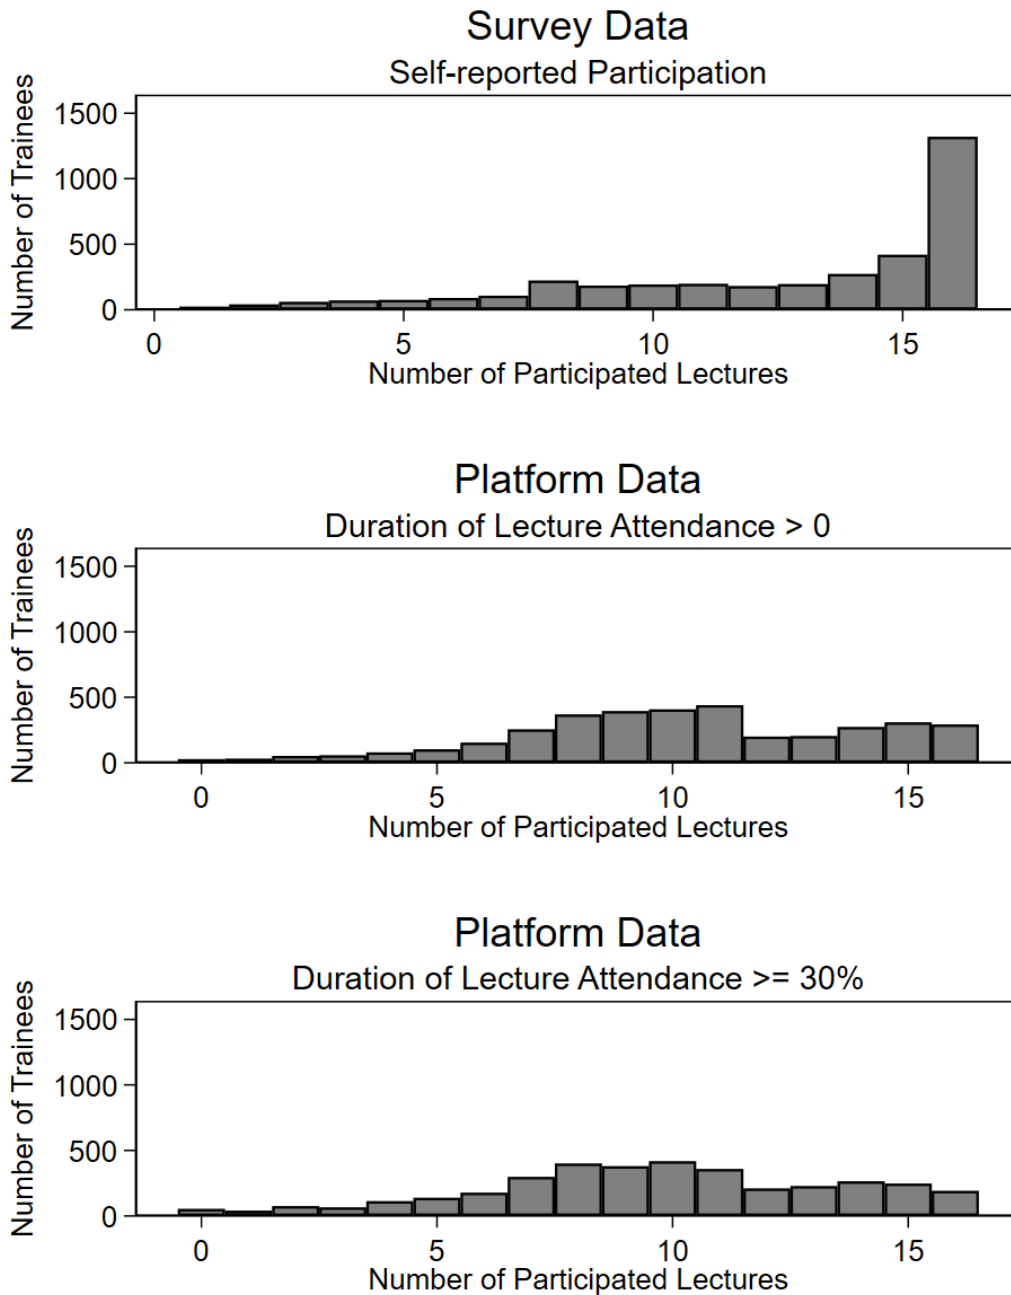 Survey Data
Self-reported Participation
Number of Trainees
1500
1000
500
0
0 5 10 15
Number of Participated Lectures
Platform Data
Duration of Lecture Attendance > 0
Number of Trainees
1500
1000
500
0
0 5 10 15
Number of Participated Lectures
Platform Data
Duration of Lecture Attendance >= 30%
Number of Trainees
1500
1000
500
0
0 5 10 15
Number of Participated Lectures